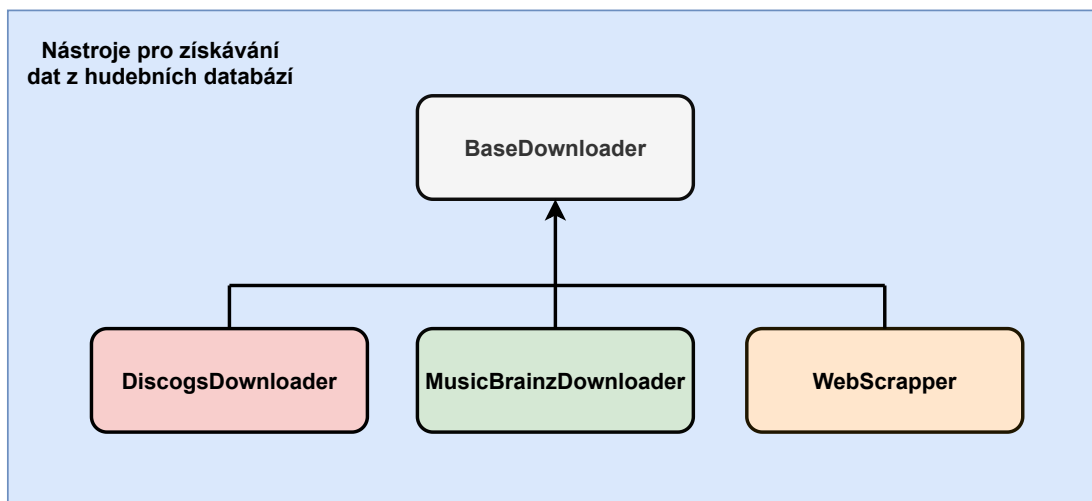 Nástroje pro získávání
dat z hudebních databází
BaseDownloader
DiscogsDownloader
MusicBrainzDownloader
WebScrapper